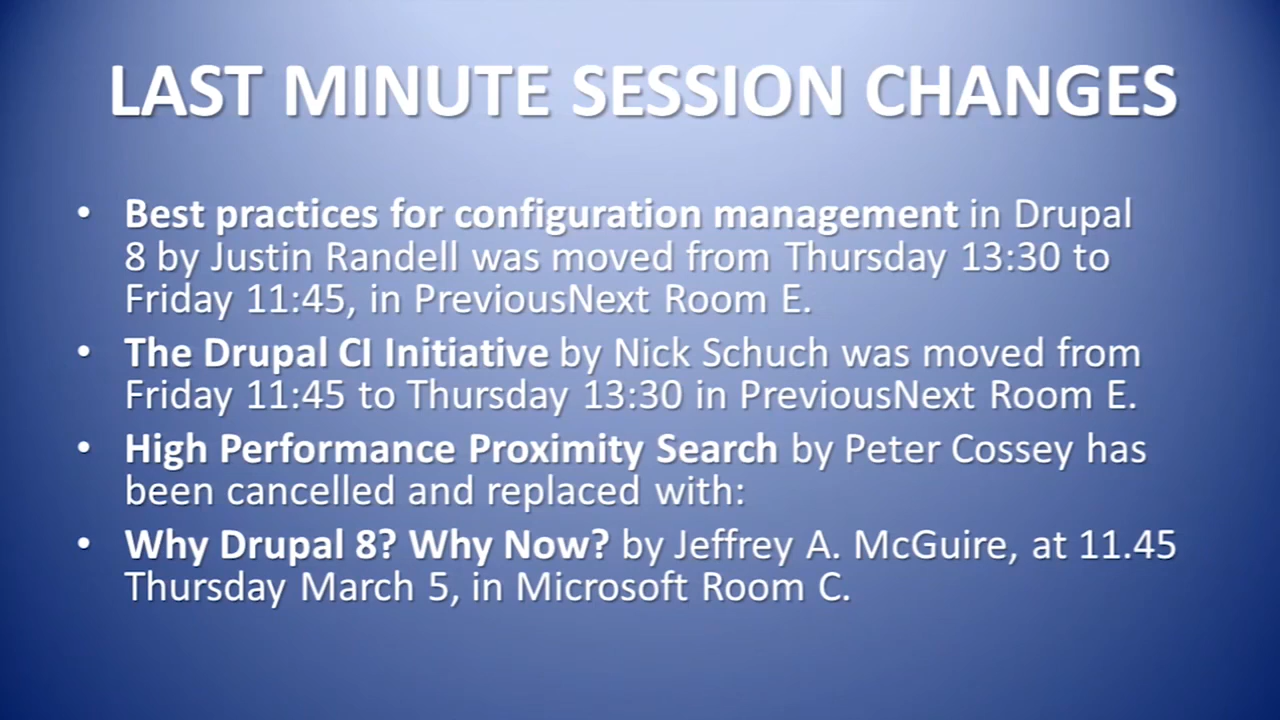 LAST MINUTE SESSION CHANGES
• Best practices for configuration management in Drupal
8 by Justin Randell was moved from Thursday 13:30 to
Friday 11:45, in PreviousNext Room E.
• The Drupal CI Initiative by Nick Schuch was moved from
Friday 11:45 to Thursday 13:30 in PreviousNext Room E.
• High Performance Proximity Search by Peter Cossey has
been cancelled and replaced with:
• Why Drupal 8? Why Now? by Jeffrey A. McGuire, at 11.45
Thursday March 5, in Microsoft Room C.